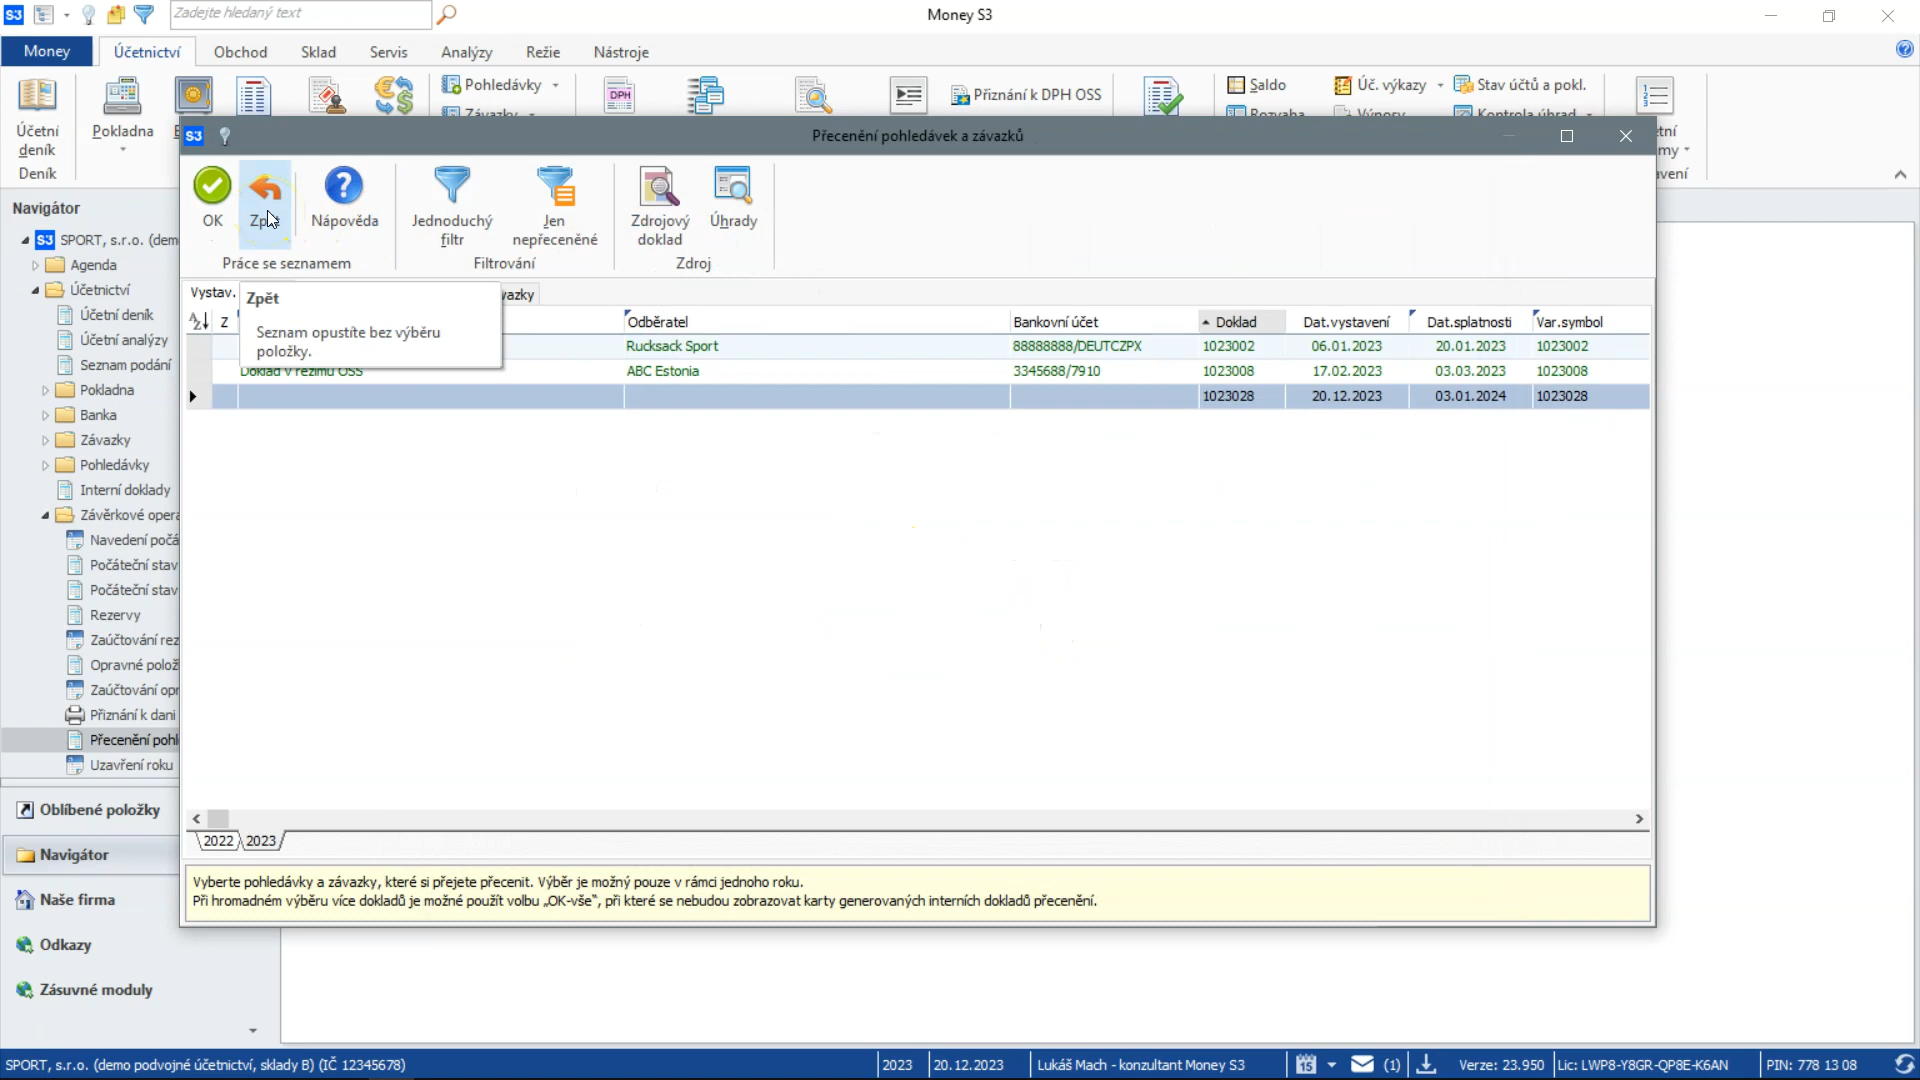 S3
Zadejte hledaný text
Money S3
Money
Účetnictví
Obchod
Sklad
Servis
Analýzy
Režie
Nástroje
Účetní
deník
Deník
Pokladna
Pohledávky
Závazky
DPH
Přiznání k DPH OSS
Saldo
Rozvaha
Úč. výkazy
Výnosy
Stav účtů a pokl.
Kontrola úhrad
S3
Přecenění pohledávek a závazků
OK
Zpět
Nápověda
Práce se seznamem
Jednoduchý
filtr
Jen
nepřeceněné
Filtrování
Zdrojový
doklad
Úhrady
Zdroj
Navigátor
S3 SPORT, s.r.o. (dem
Agenda
Účetnictví
Účetní deník
Účetní analýzy
Seznam podání
Pokladna
Banka
Závazky
Pohledávky
Interní doklady
Závěrkové opera
Navedení počá
Počáteční stav
Počáteční stav
Rezervy
Zaúčtování rez
Opravné polož
Zaúčtování opr
Přiznání k dani
Přecenění pohl
Uzavření roku
Oblíbené položky
Navigátor
Naše firma
Odkazy
Zásuvné moduly
Vystav.
vazky
Zpět
Seznam opustíte bez výběru
položky.
Z Odběratel Bankovní účet Doklad Dat.vystavení Dat.splatnosti Var.symbol
Rucksack Sport 88888888/DEUTCZPX 1023002 06.01.2023 20.01.2023 1023002
Doklad v režimu OSS ABC Estonia 3345688/7910 1023008 17.02.2023 03.03.2023 1023008
1023028 20.12.2023 03.01.2024 1023028
2022 2023
Vyberte pohledávky a závazky, které si přejete přecenit. Výběr je možný pouze v rámci jednoho roku.
Při hromadném výběru více dokladů je možné použít volbu „OK-vše“, při které se nebudou zobrazovat karty generovaných interních dokladů přecenění.
SPORT, s.r.o. (demo podvojné účetnictví, sklady B) (IČ 12345678) 2023 20.12.2023 Lukáš Mach - konzultant Money S3 15 (1) Verze: 23.950 Lic: LWP8-Y8GR-QP8E-K6AN PIN: 778 13 08